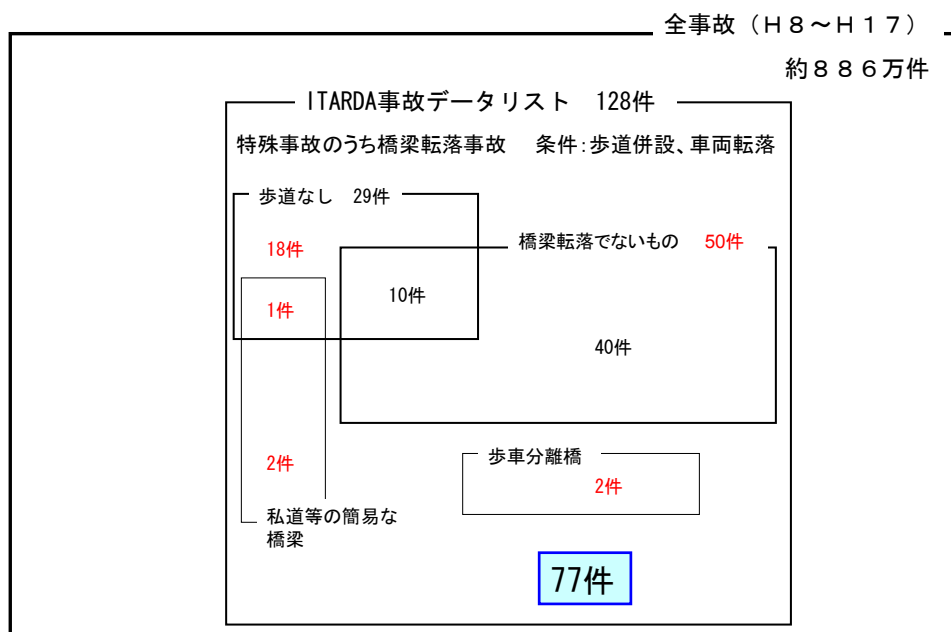 全事故（Ｈ８～Ｈ１７）
約８８６万件
ITARDA事故データリスト　128件
特殊事故のうち橋梁転落事故　条件：歩道併設、車両転落
歩道なし　29件
橋梁転落でないもの　50件
18件
1件
10件
40件
2件
歩車分離橋
2件
私道等の簡易な
橋梁
77件